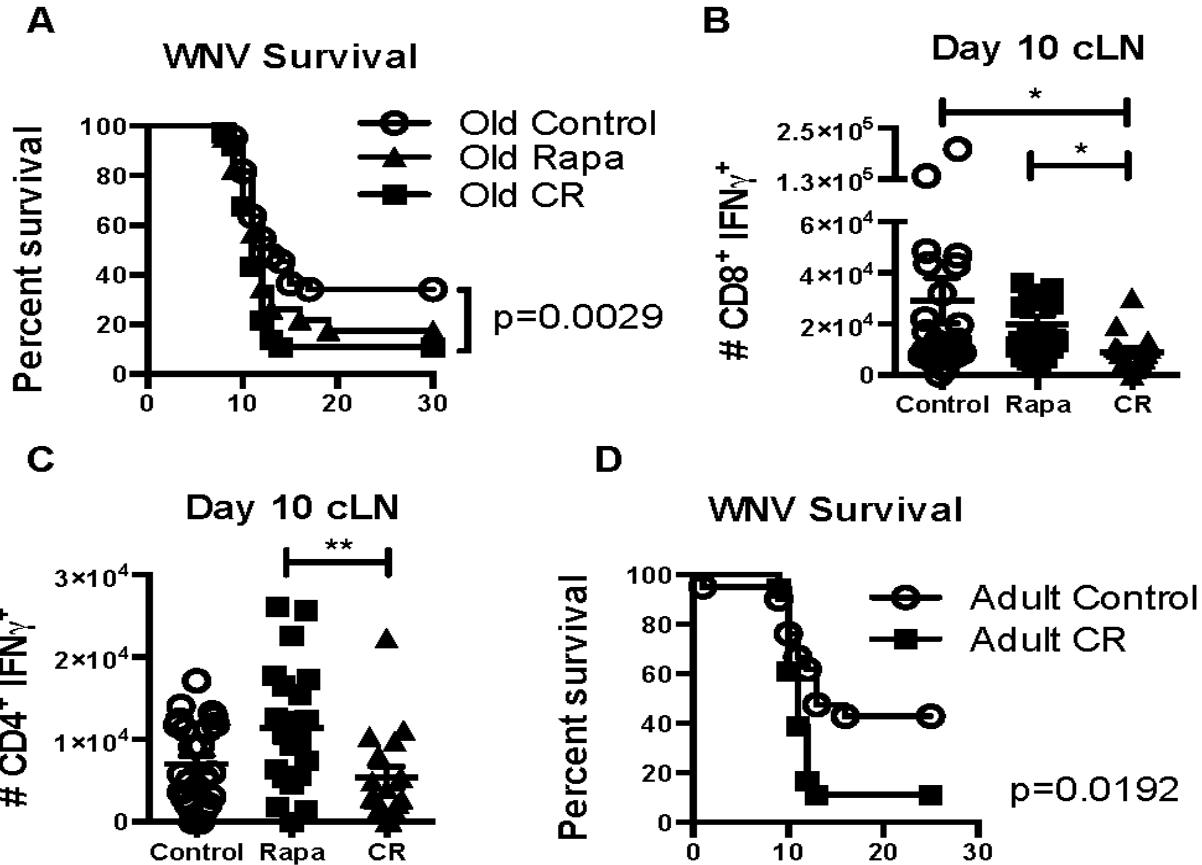 A
WNV Survival
Percent survival
100
80
60
40
20
0
0 10 20 30
Old Control
Old Rapa
Old CR
p=0.0029
B
Day 10 cLN
*
*
# CD8⁺ IFNγ⁺
2.5×10⁵
1.3×10⁵
6×10⁴
4×10⁴
2×10⁴
0
Control Rapa CR
C
Day 10 cLN
**
# CD4⁺ IFNγ⁺
3×10⁴
2×10⁴
1×10⁴
0
Control Rapa CR
D
WNV Survival
Percent survival
100
80
60
40
20
0
0 10 20 30
Adult Control
Adult CR
p=0.0192